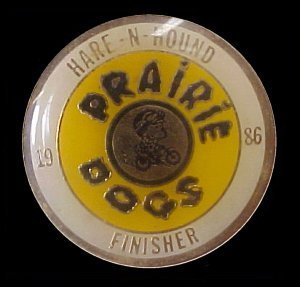 HARE-N-HOUND
PRAIRIE
19 86
DOGS
FINISHER